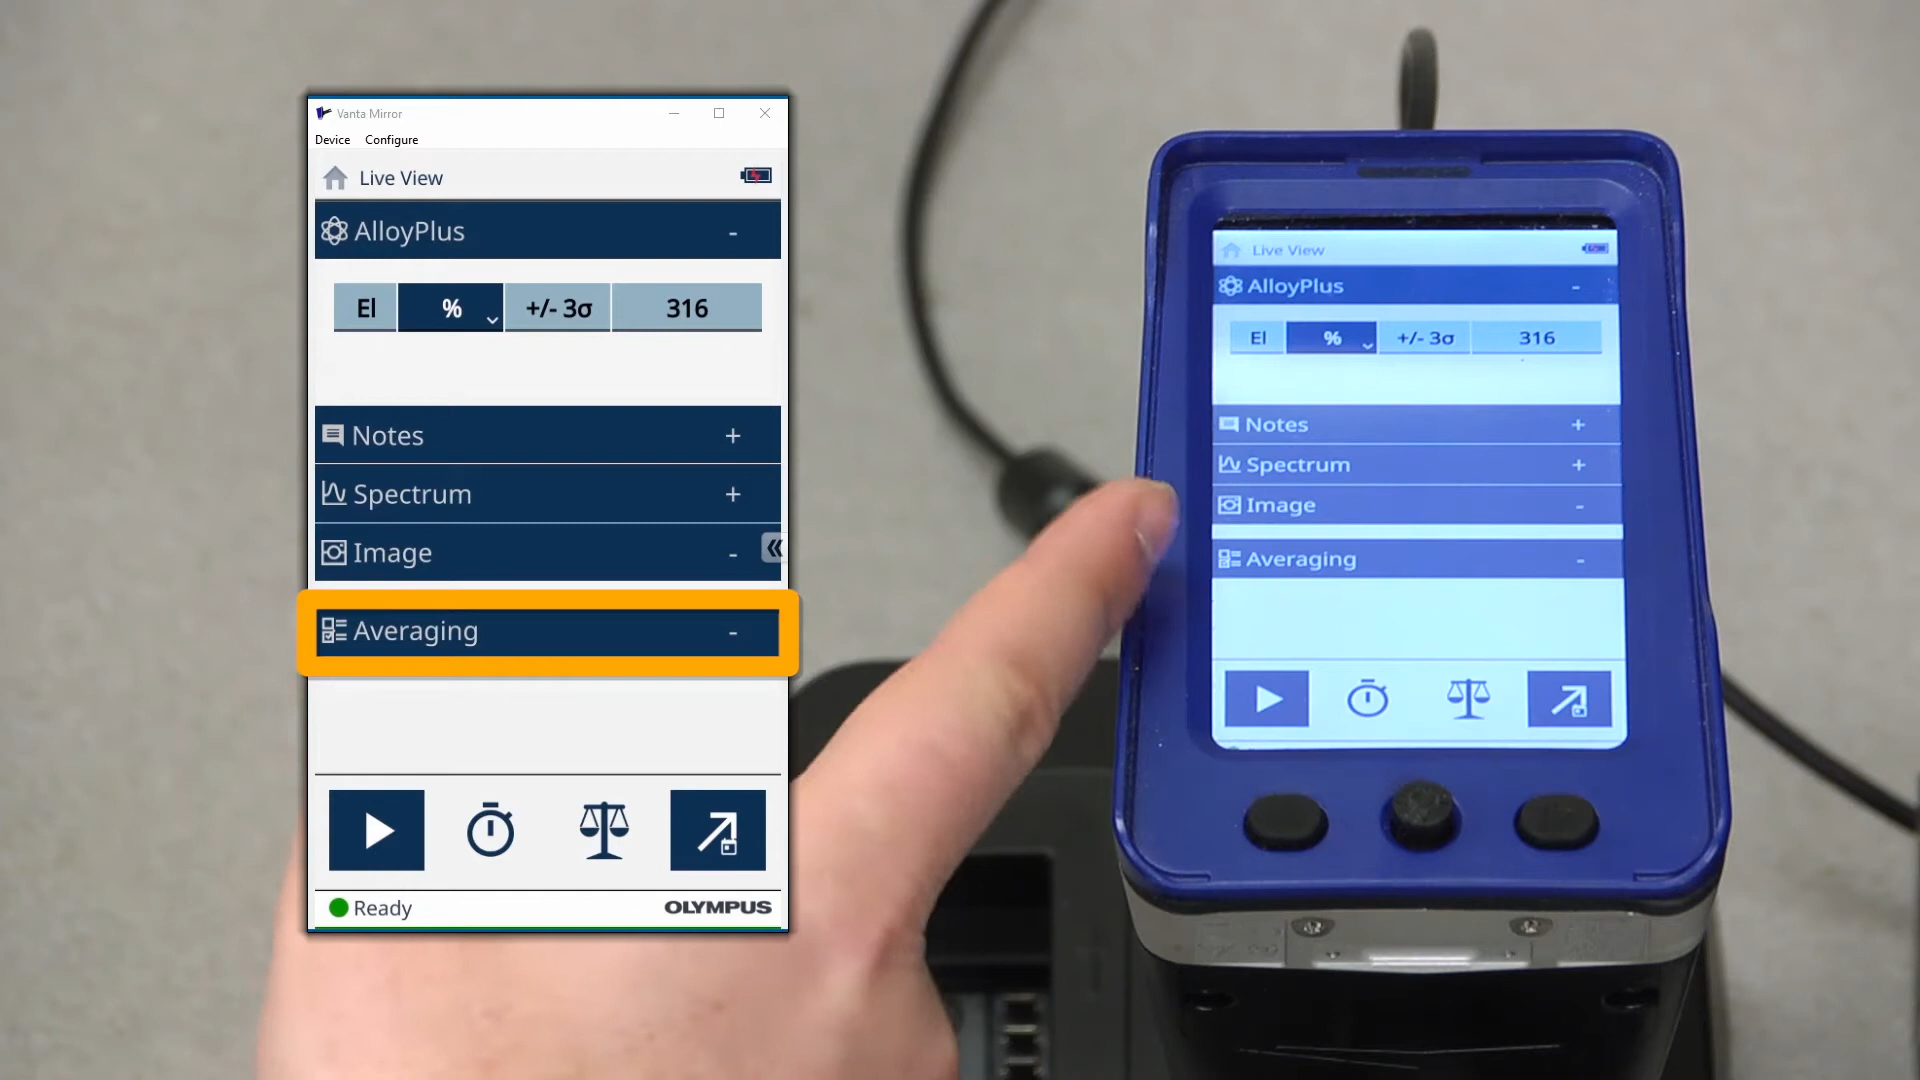 Vanta Mirror
Device Configure
Live View
AlloyPlus -
El % +/- 3σ 316
Notes +
Spectrum +
Image -
Averaging -
Ready OLYMPUS
Live View
AlloyPlus -
El % +/- 3σ 316
Notes +
Spectrum +
Image -
Averaging -